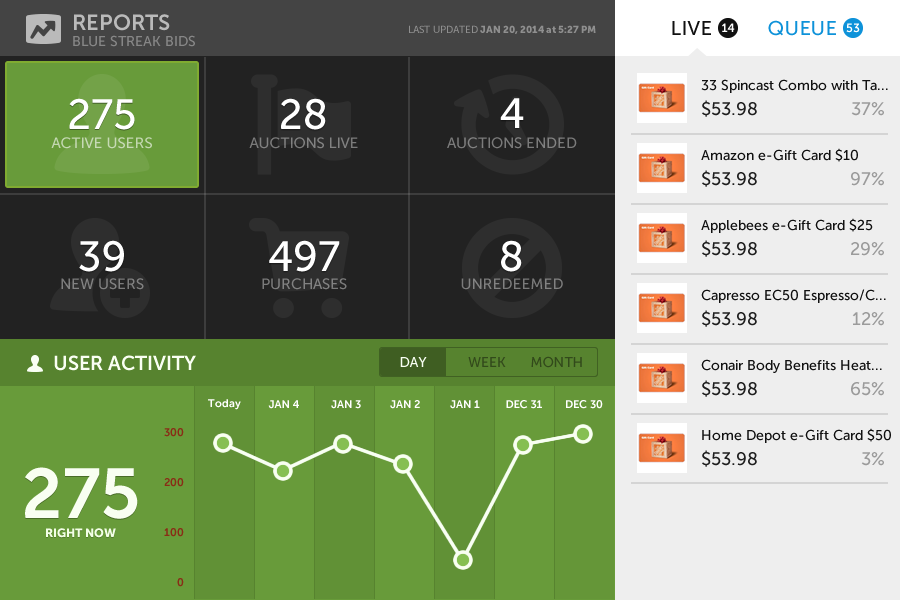 REPORTS
BLUE STREAK BIDS
LAST UPDATED JAN 20, 2014 at 5:27 PM
275
ACTIVE USERS
28
AUCTIONS LIVE
4
AUCTIONS ENDED
39
NEW USERS
497
PURCHASES
8
UNREDEEMED
USER ACTIVITY
DAY
WEEK
MONTH
Today
JAN 4
JAN 3
JAN 2
JAN 1
DEC 31
DEC 30
300
200
100
0
275
RIGHT NOW
LIVE 14
QUEUE 53
33 Spincast Combo with Ta...
$53.98 37%
Amazon e-Gift Card $10
$53.98 97%
Applebees e-Gift Card $25
$53.98 29%
Capresso EC50 Espresso/C...
$53.98 12%
Conair Body Benefits Heat...
$53.98 65%
Home Depot e-Gift Card $50
$53.98 3%